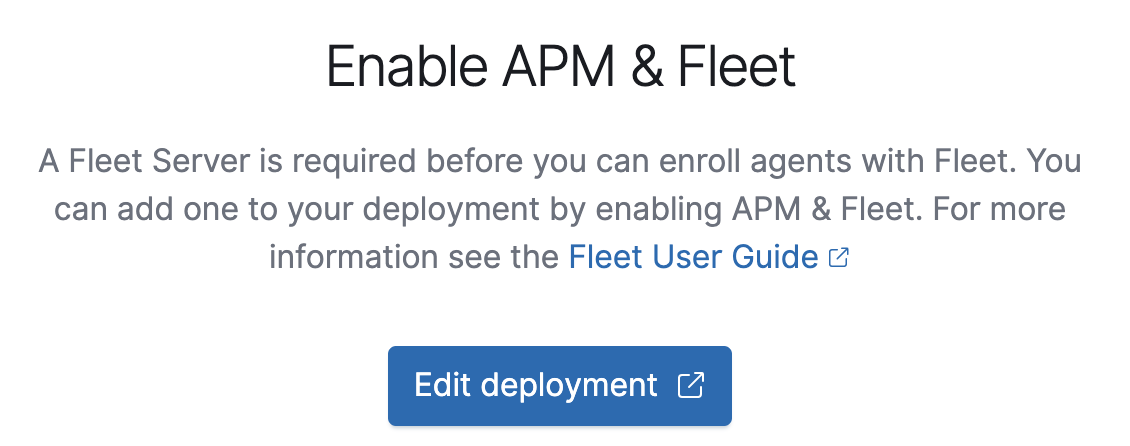 Enable APM & Fleet
A Fleet Server is required before you can enroll agents with Fleet. You
can add one to your deployment by enabling APM & Fleet. For more
information see the Fleet User Guide
Edit deployment